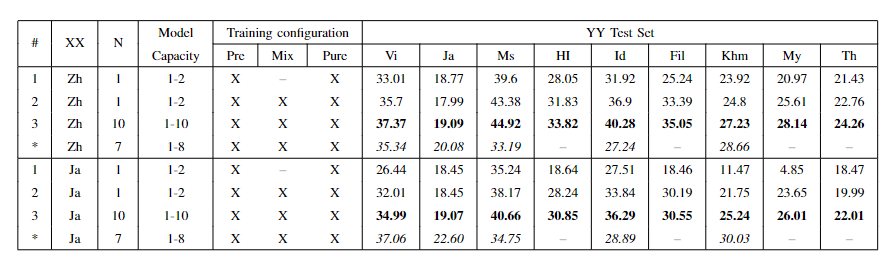 # XX N Model Capacity Training configuration YY Test Set
Pre Mix Pure Vi Ja Ms HI Id Fil Khm My Th
1 Zh 1 1-2 X – X 33.01 18.77 39.6 28.05 31.92 25.24 23.92 20.97 21.43
2 Zh 1 1-2 X X X 35.7 17.99 43.38 31.83 36.9 33.39 24.8 25.61 22.76
3 Zh 10 1-10 X X X 37.37 19.09 44.92 33.82 40.28 35.05 27.23 28.14 24.26
* Zh 7 1-8 X X X 35.34 20.08 33.19 – 27.24 – 28.66 – –
1 Ja 1 1-2 X – X 26.44 18.45 35.24 18.64 27.51 18.46 11.47 4.85 18.47
2 Ja 1 1-2 X X X 32.01 18.45 38.17 28.24 33.84 30.19 21.75 23.65 19.99
3 Ja 10 1-10 X X X 34.99 19.07 40.66 30.85 36.29 30.55 25.24 26.01 22.01
* Ja 7 1-8 X X X 37.06 22.60 34.75 – 28.89 – 30.03 – –